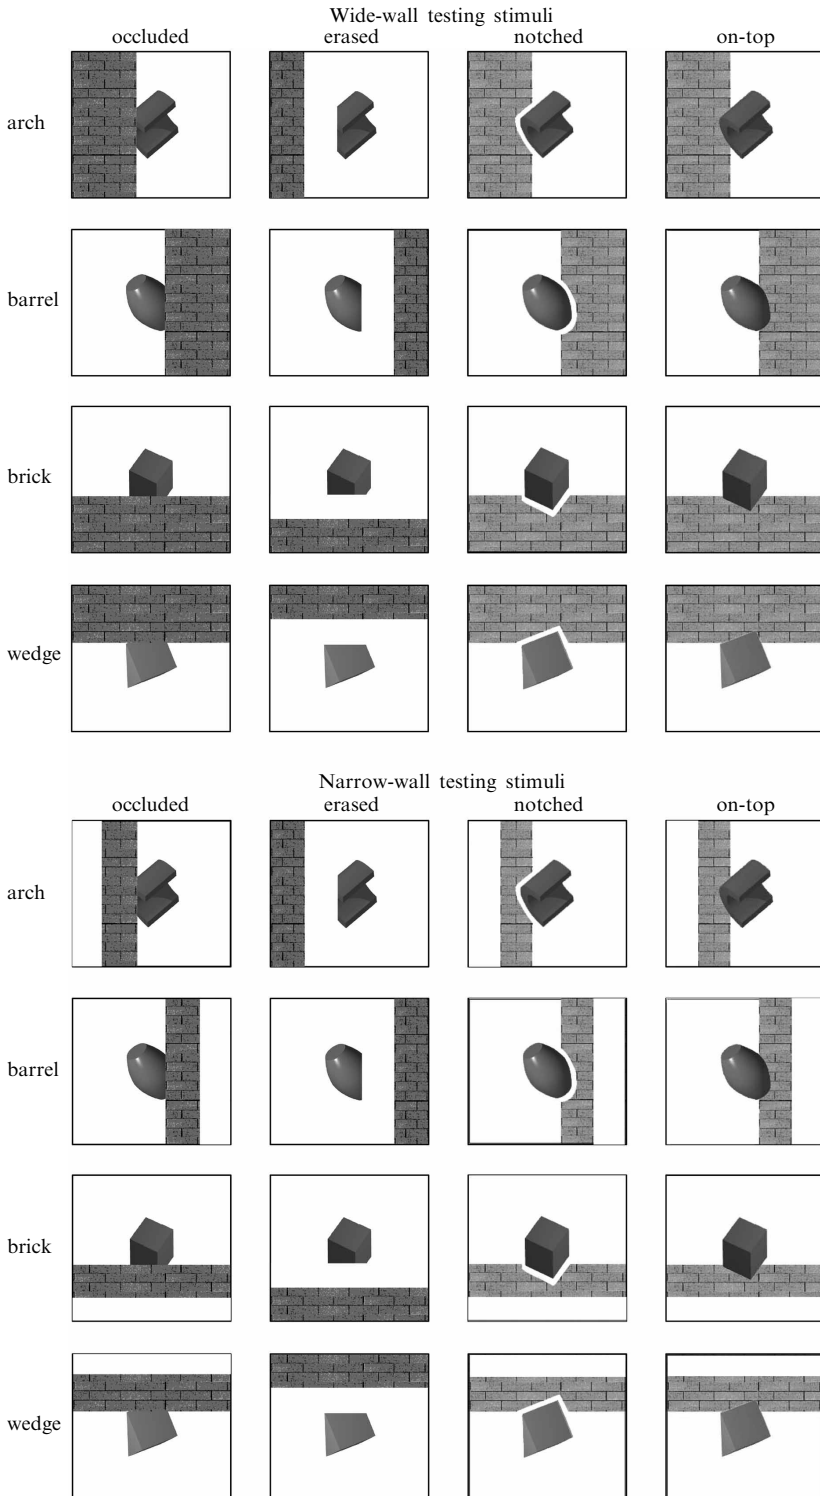 Wide-wall testing stimuli
occluded erased notched on-top
arch
barrel
brick
wedge
Narrow-wall testing stimuli
occluded erased notched on-top
arch
barrel
brick
wedge